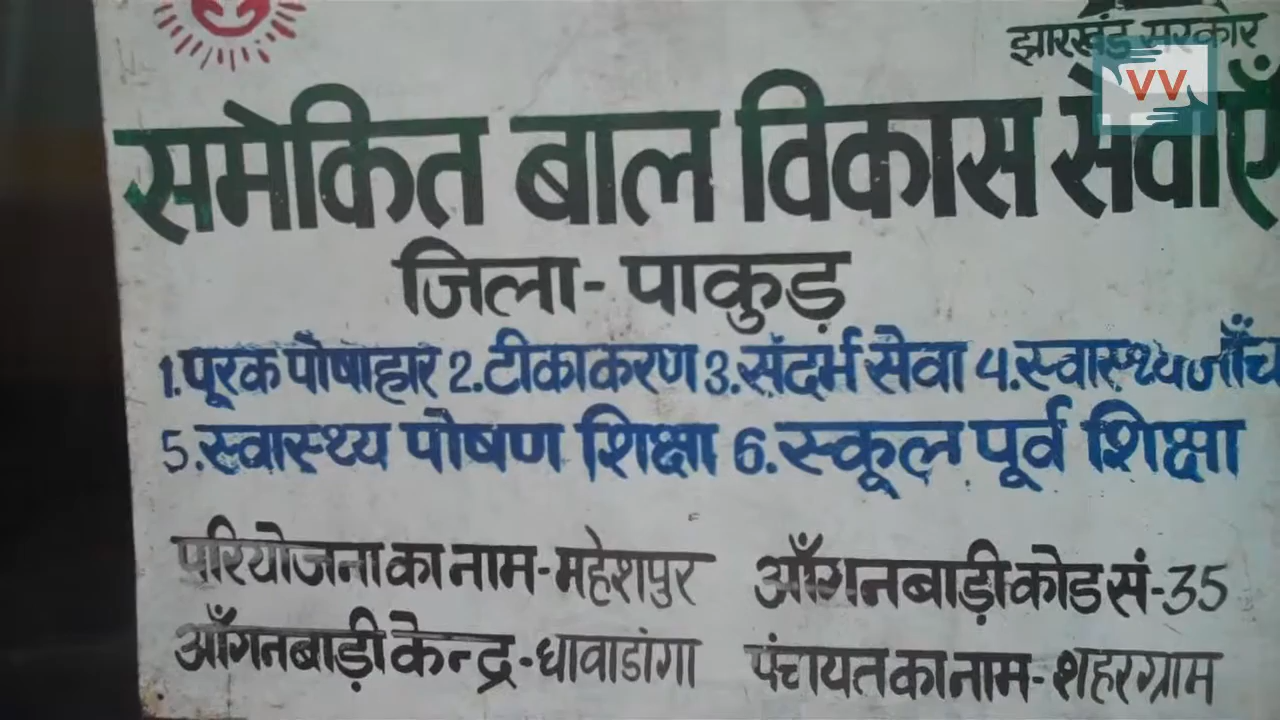 झारखंड सरकार
VV
समेकित बाल विकास सेवाएँ
जिला- पाकुड़
1. पूरक पौषाहार 2. टीकाकरण 3. संदर्भ सेवा 4. स्वास्थ्य जाँच
5. स्वास्थ्य पौषण शिक्षा 6. स्कूल पूर्व शिक्षा
परियोजना का नाम-महेशपुर आँगनबाड़ी कोड सं-35
आँगनबाड़ी केन्द्र-धावाडांगा पंचायत का नाम-शहरग्राम